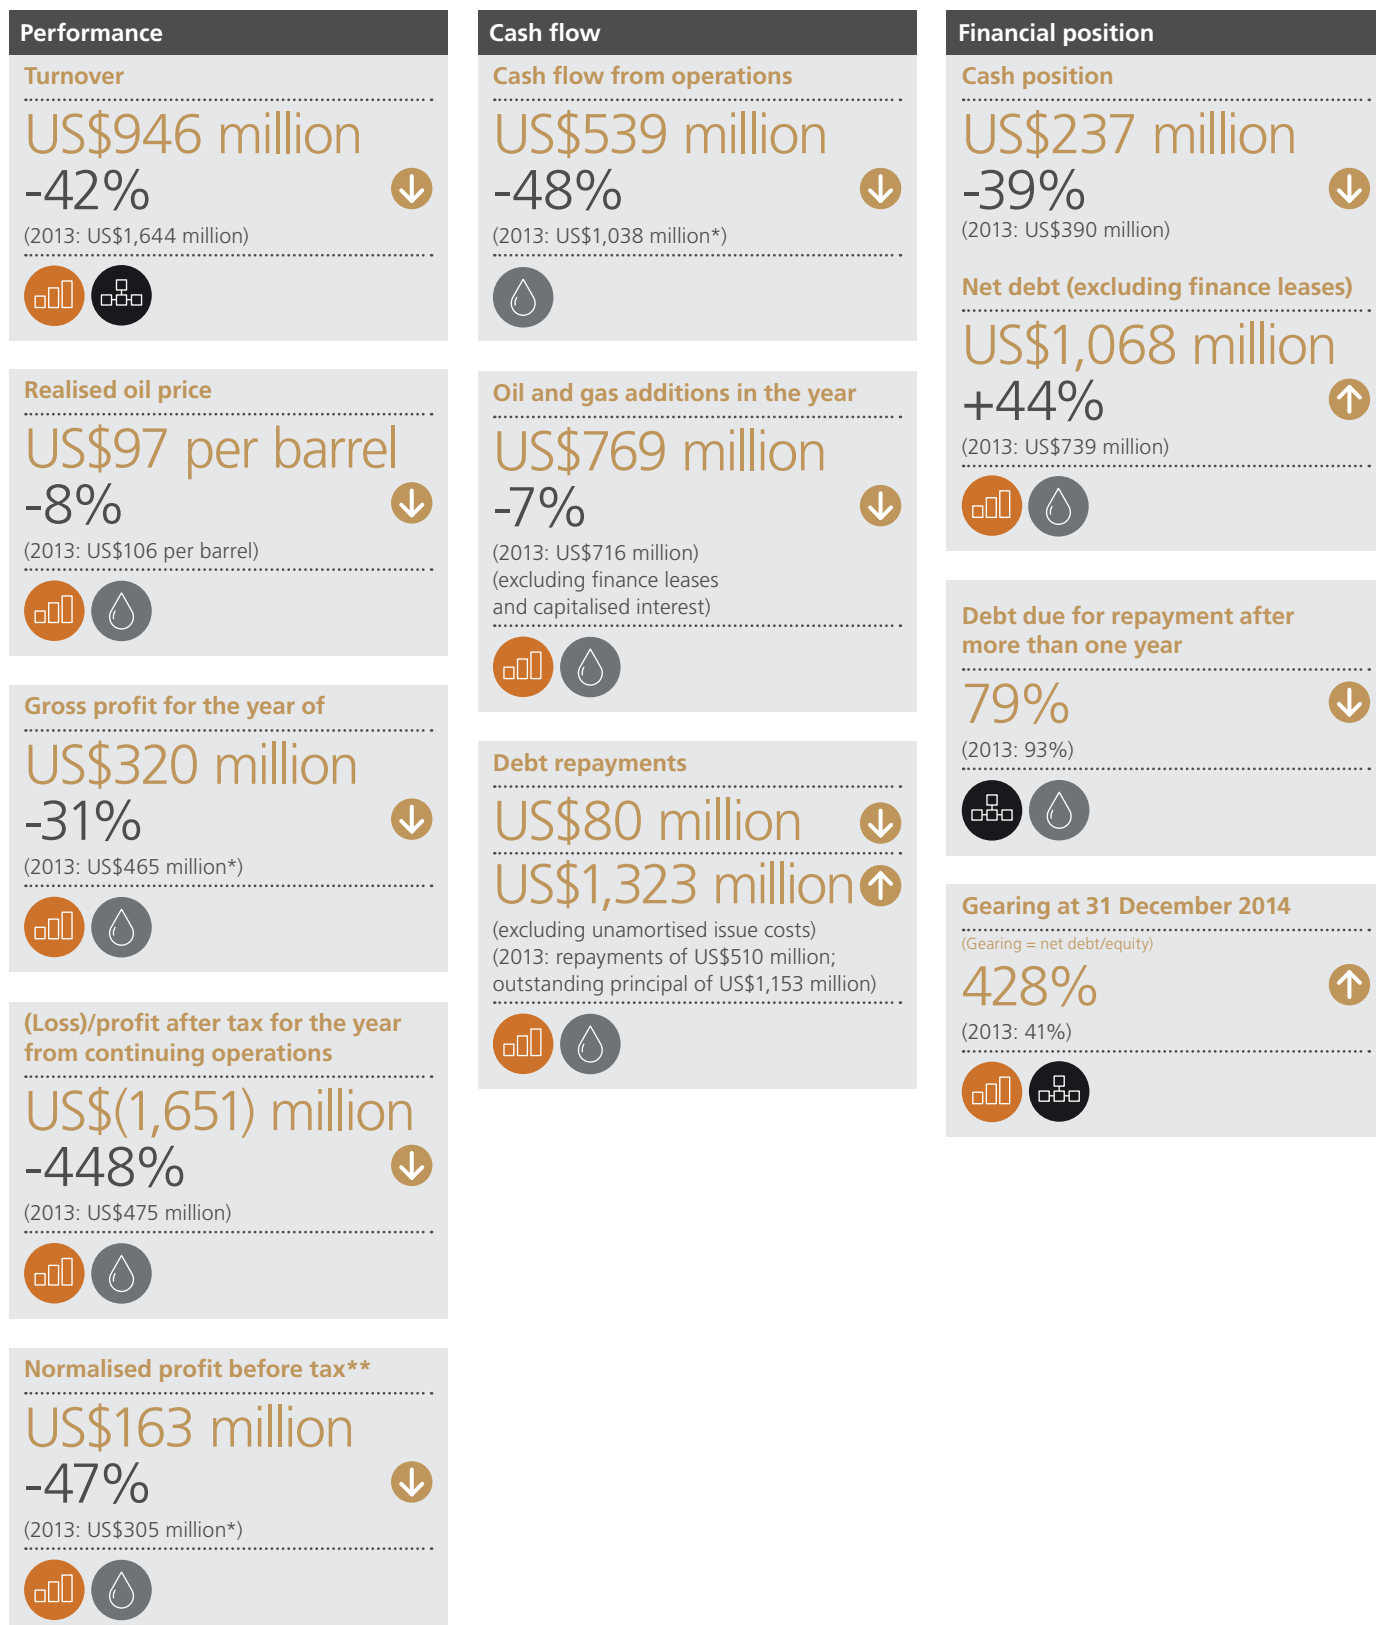 Performance
Turnover
US$946 million
-42%
(2013: US$1,644 million)
Realised oil price
US$97 per barrel
-8%
(2013: US$106 per barrel)
Gross profit for the year of
US$320 million
-31%
(2013: US$465 million*)
(Loss)/profit after tax for the year
from continuing operations
US$(1,651) million
-448%
(2013: US$475 million)
Normalised profit before tax**
US$163 million
-47%
(2013: US$305 million*)
Cash flow
Cash flow from operations
US$539 million
-48%
(2013: US$1,038 million*)
Oil and gas additions in the year
US$769 million
-7%
(2013: US$716 million)
(excluding finance leases
and capitalised interest)
Debt repayments
US$80 million
US$1,323 million
(excluding unamortised issue costs)
(2013: repayments of US$510 million;
outstanding principal of US$1,153 million)
Financial position
Cash position
US$237 million
-39%
(2013: US$390 million)
Net debt (excluding finance leases)
US$1,068 million
+44%
(2013: US$739 million)
Debt due for repayment after
more than one year
79%
(2013: 93%)
Gearing at 31 December 2014
(Gearing = net debt/equity)
428%
(2013: 41%)